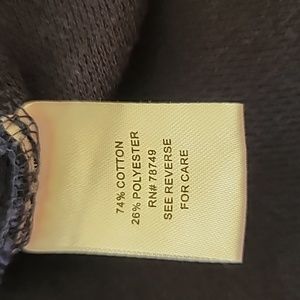 74% COTTON
26% POLYESTER
RN# 78749
SEE REVERSE
FOR CARE